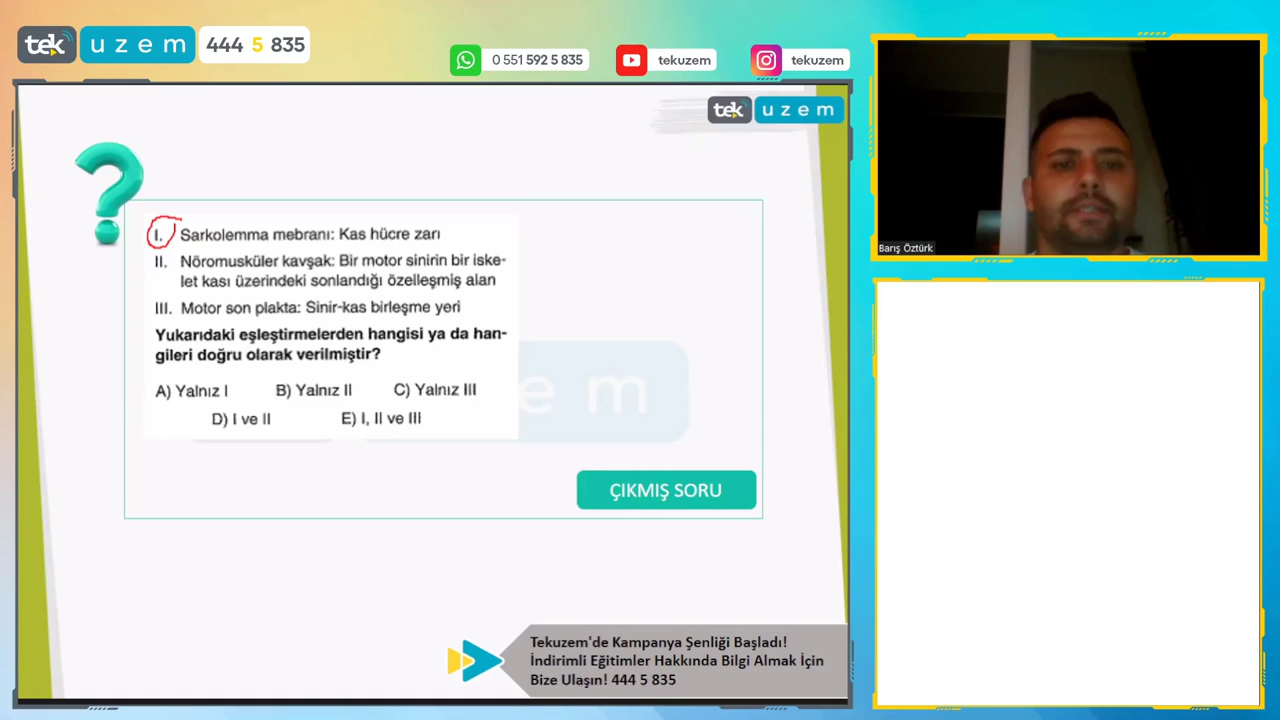 tek uzem 444 5 835
0 551 592 5 835
tekuzem
tekuzem
tek uzem
Barış Öztürk
?
I. Sarkolemma mebranı: Kas hücre zarı
II. Nöromusküler kavşak: Bir motor sinirin bir iske-
let kası üzerindeki sonlandığı özelleşmiş alan
III. Motor son plakta: Sinir-kas birleşme yeri
Yukarıdaki eşleştirmelerden hangisi ya da han-
gileri doğru olarak verilmiştir?
A) Yalnız I B) Yalnız II C) Yalnız III
D) I ve II E) I, II ve III
e m
ÇIKMIŞ SORU
Tekuzem'de Kampanya Şenliği Başladı!
İndirimli Eğitimler Hakkında Bilgi Almak İçin
Bize Ulaşın! 444 5 835